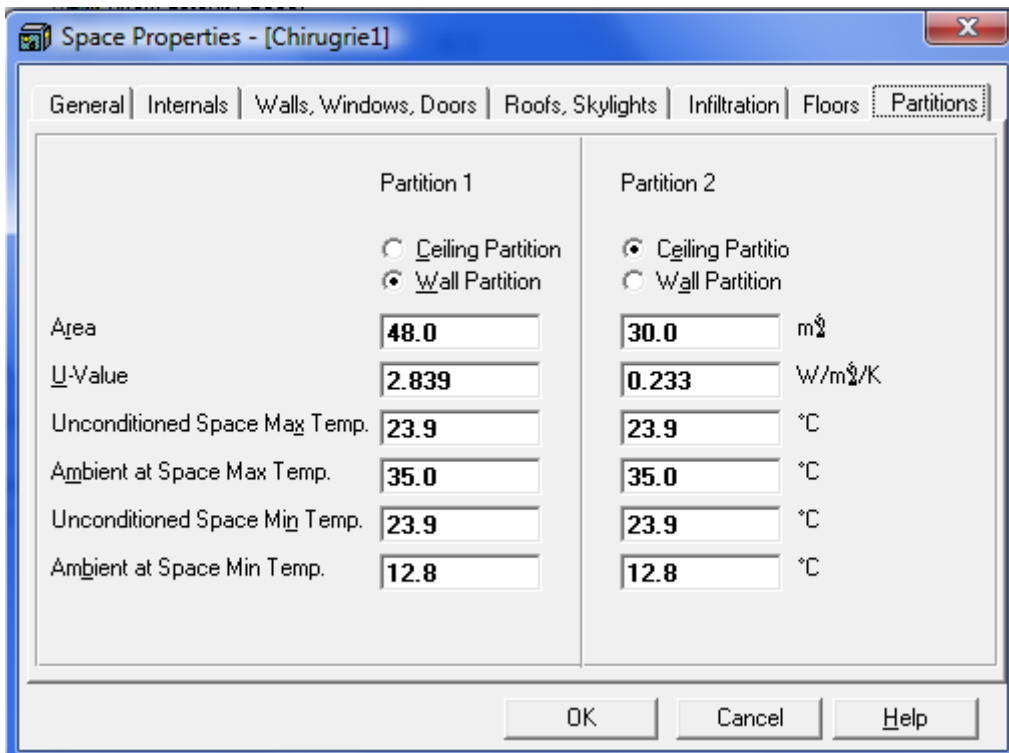 Space Properties - [Chirugrie1]
General Internals Walls, Windows, Doors Roofs, Skylights Infiltration Floors Partitions
Partition 1 Partition 2
Ceiling Partition Ceiling Partitio
Wall Partition Wall Partition
Area 48.0 30.0
U-Value 2.839 0.233
Unconditioned Space Max Temp. 23.9 23.9 °C
Ambient at Space Max Temp. 35.0 35.0 °C
Unconditioned Space Min Temp. 23.9 23.9 °C
Ambient at Space Min Temp. 12.8 12.8 °C
OK Cancel Help